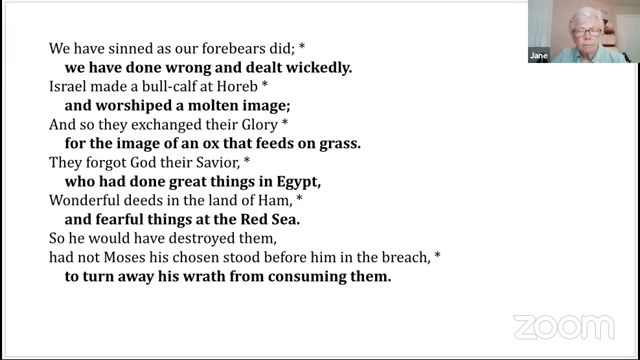 We have sinned as our forebears did; *
we have done wrong and dealt wickedly.
Israel made a bull-calf at Horeb *
and worshiped a molten image;
And so they exchanged their Glory *
for the image of an ox that feeds on grass.
They forgot God their Savior, *
who had done great things in Egypt,
Wonderful deeds in the land of Ham, *
and fearful things at the Red Sea.
So he would have destroyed them,
had not Moses his chosen stood before him in the breach, *
to turn away his wrath from consuming them.
Jane
zoom